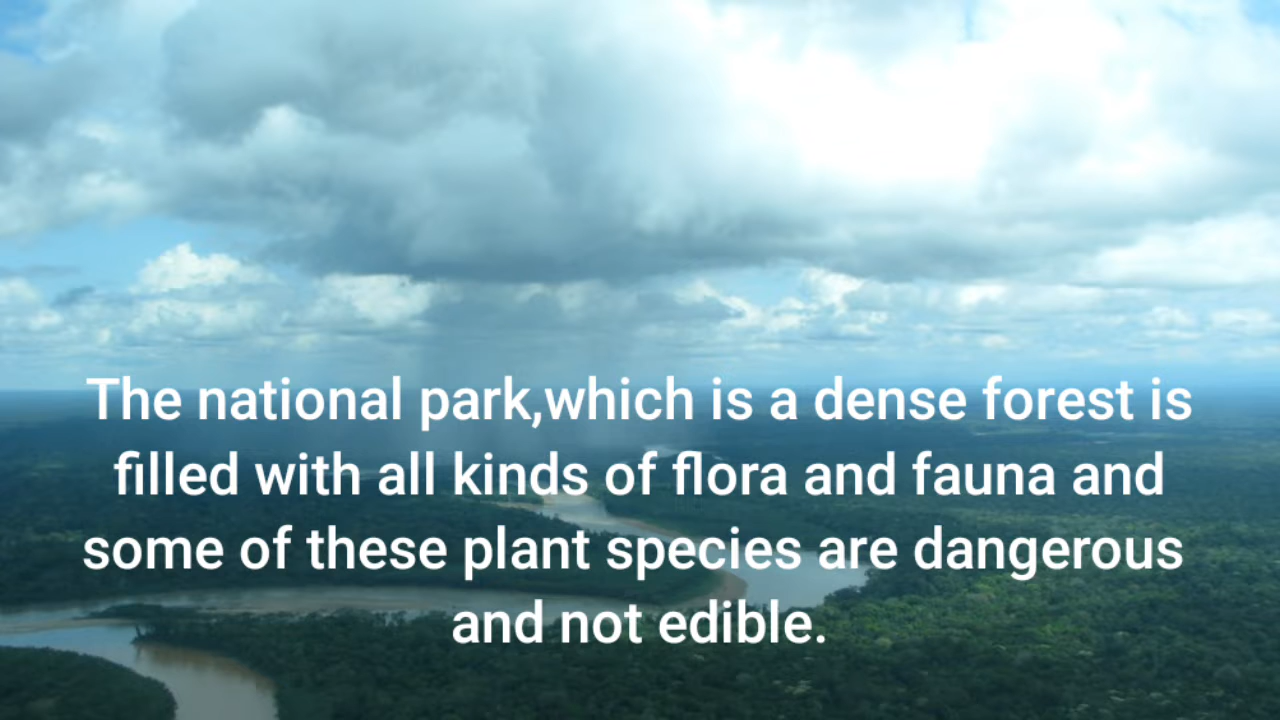 The national park,which is a dense forest is
filled with all kinds of flora and fauna and
some of these plant species are dangerous
and not edible.